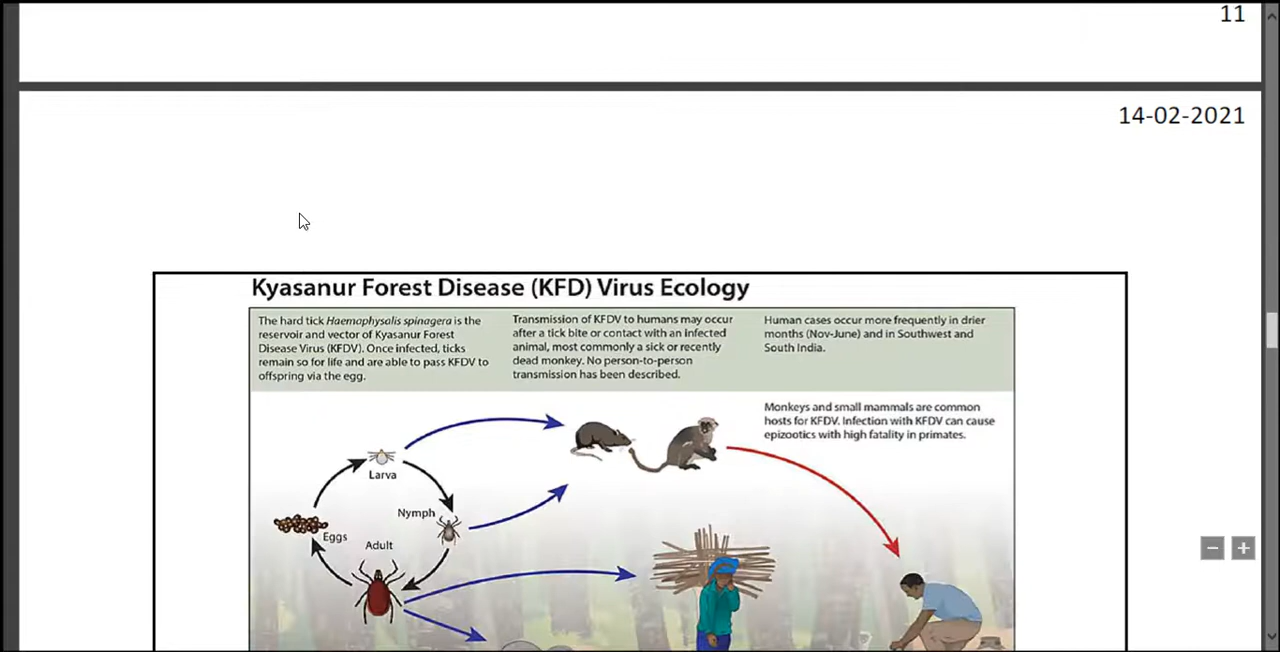 11
14-02-2021
Kyasanur Forest Disease (KFD) Virus Ecology
The hard tick Haemaphysalis spinagera is the
reservoir and vector of Kyasanur Forest
Disease Virus (KFDV). Once infected, ticks
remain so for life and are able to pass KFDV to
offspring via the egg.
Transmission of KFDV to humans may occur
after a tick bite or contact with an infected
animal, most commonly a sick or recently
dead monkey. No person-to-person
transmission has been described.
Human cases occur more frequently in drier
months (Nov-June) and in Southwest and
South India.
Monkeys and small mammals are common
hosts for KFDV. Infection with KFDV can cause
epizootics with high fatality in primates.
Larva
Nymph
Eggs
Adult